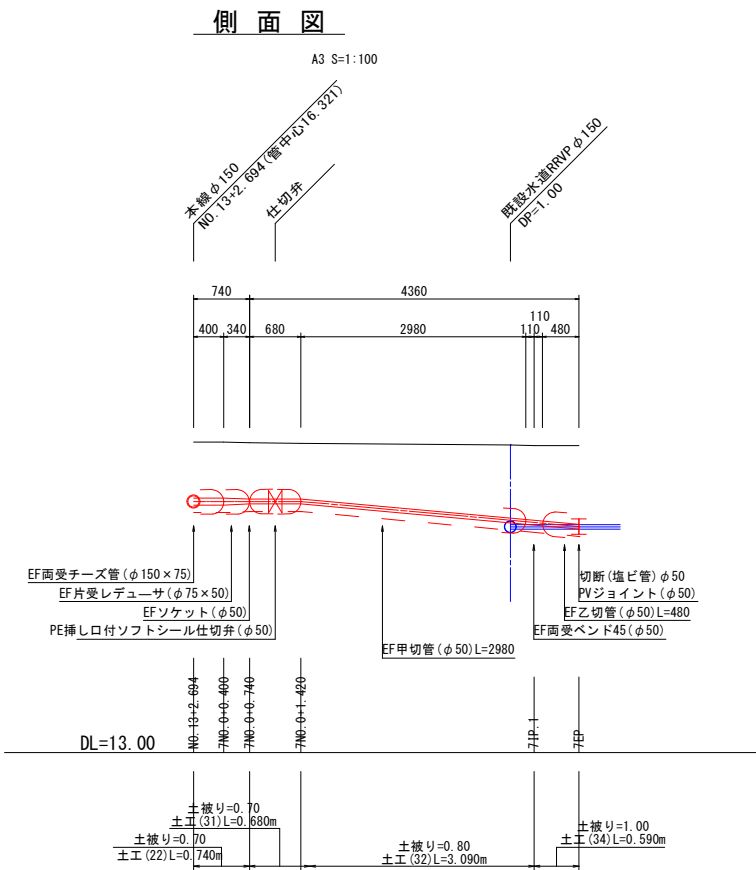 側面図
A3 S=1:100
本線φ150
NO.13+2.694(管中心16.321)
仕切弁
既設水道RRVPφ150
DP=1.00
740
4360
400
340
680
2980
110
110
480
EF両受チーズ管(φ150×75)
EF片受レデューサ(φ75×50)
EFソケット(φ50)
PE挿し口付ソフトシール仕切弁(φ50)
EF甲切管(φ50)L=2980
切断(塩ビ管)φ50
PVジョイント(φ50)
EF乙切管(φ50)L=480
EF両受ベンド45(φ50)
NO.13+2.694
7NO.0+0.400
7NO.0+0.740
7NO.0+1.420
7IP.1
7EP
DL=13.00
土被り=0.70
土工(31)L=0.680m
土被り=0.70
土工(22)L=0.740m
土被り=0.80
土工(32)L=3.090m
土被り=1.00
土工(34)L=0.590m